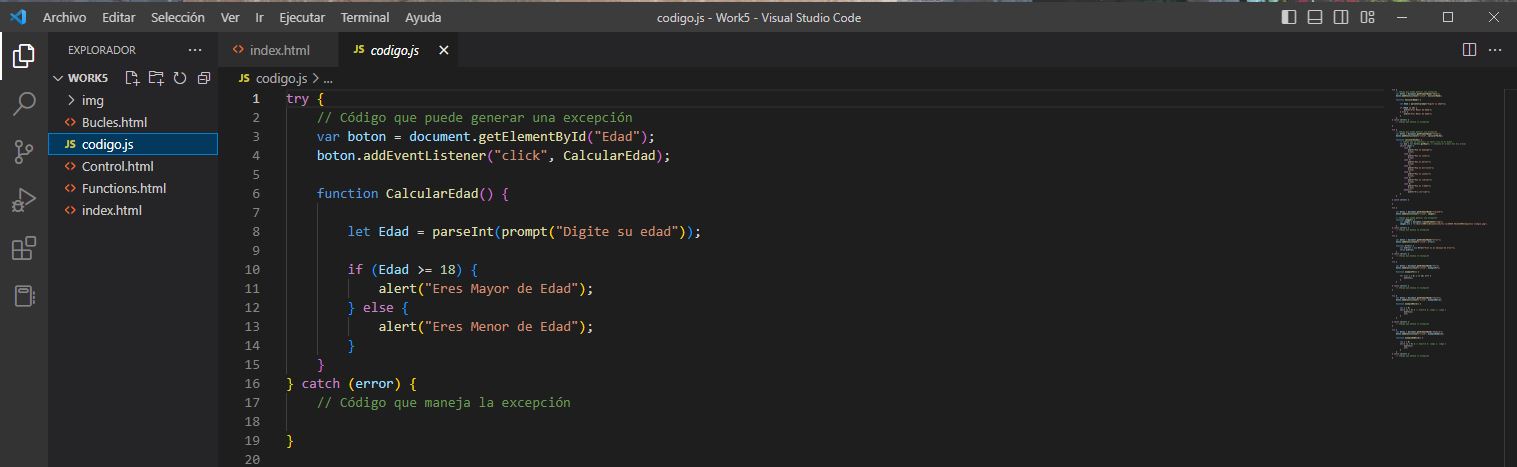 Archivo Editar Selección Ver Ir Ejecutar Terminal Ayuda codigo.js - Work5 - Visual Studio Code
EXPLORADOR ...
WORK5
img
Bucles.html
JS codigo.js
Control.html
Functions.html
index.html
index.html JS codigo.js
JS codigo.js > ...
1 try {
2 // Código que puede generar una excepción
3 var boton = document.getElementById("Edad");
4 boton.addEventListener("click", CalcularEdad);
5
6 function CalcularEdad() {
7
8 let Edad = parseInt(prompt("Digite su edad"));
9
10 if (Edad >= 18) {
11 alert("Eres Mayor de Edad");
12 } else {
13 alert("Eres Menor de Edad");
14 }
15 }
16 } catch (error) {
17 // Código que maneja la excepción
18
19 }
20